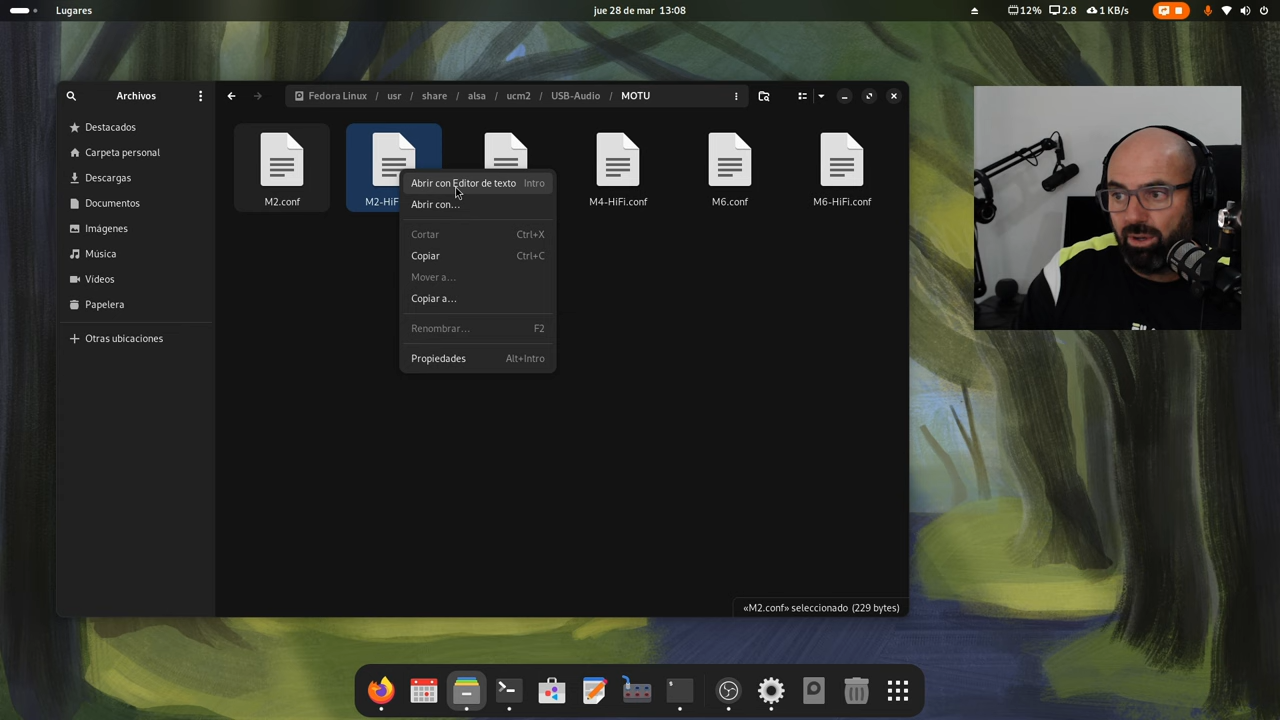 Lugares
jue 28 de mar 13:08
12%
2.8
1 KB/s
Archivos
Fedora Linux / usr / share / alsa / ucm2 / USB-Audio / MOTU
Destacados
Carpeta personal
Descargas
Documentos
Imágenes
Música
Vídeos
Papelera
Otras ubicaciones
M2.conf
M2-HiF
M4-HiFi.conf
M6.conf
M6-HiFi.conf
Abrir con Editor de texto Intro
Abrir con…
Cortar Ctrl+X
Copiar Ctrl+C
Mover a…
Copiar a…
Renombrar… F2
Propiedades Alt+Intro
«M2.conf» seleccionado (229 bytes)